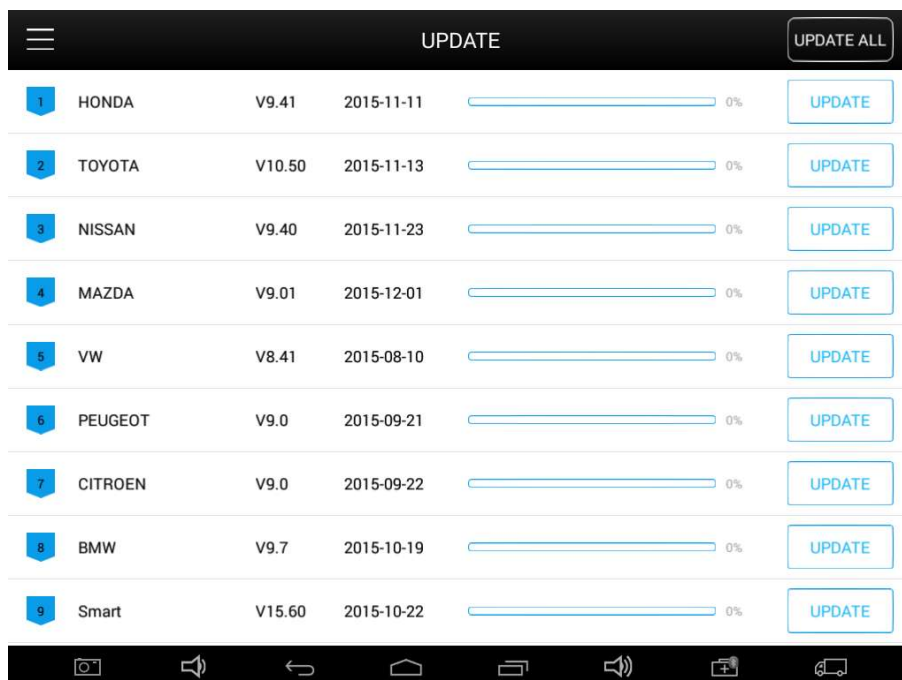 UPDATE UPDATE ALL
1 HONDA V9.41 2015-11-11 0% UPDATE
2 TOYOTA V10.50 2015-11-13 0% UPDATE
3 NISSAN V9.40 2015-11-23 0% UPDATE
4 MAZDA V9.01 2015-12-01 0% UPDATE
5 VW V8.41 2015-08-10 0% UPDATE
6 PEUGEOT V9.0 2015-09-21 0% UPDATE
7 CITROEN V9.0 2015-09-22 0% UPDATE
8 BMW V9.7 2015-10-19 0% UPDATE
9 Smart V15.60 2015-10-22 0% UPDATE